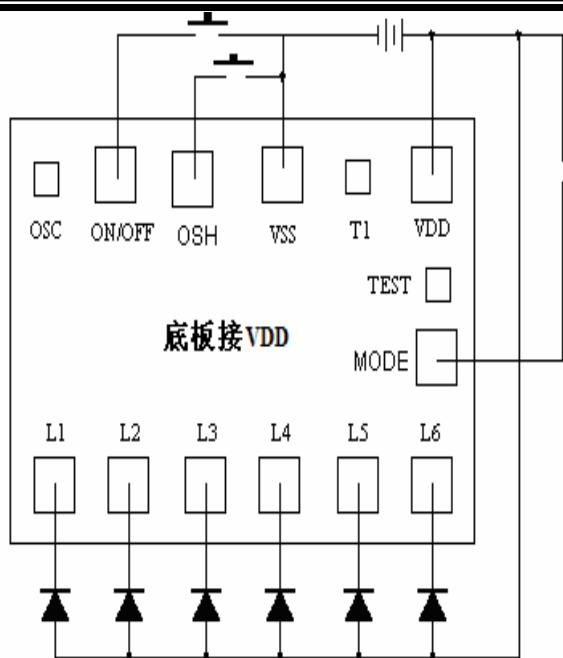 OSC ON/OFF OSH VSS T1 VDD
TEST
底板接VDD
MODE
L1 L2 L3 L4 L5 L6